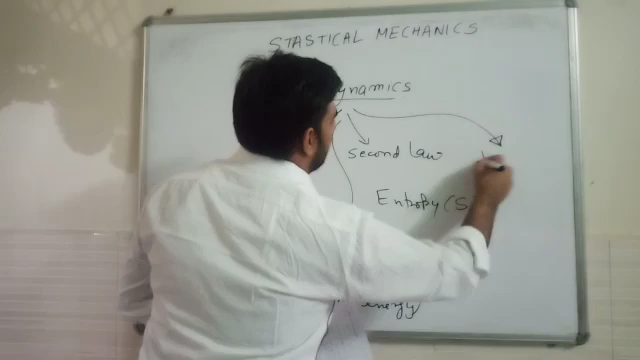 STASTICAL MECHANICS
ynamics
second law
Entropy (S
energy